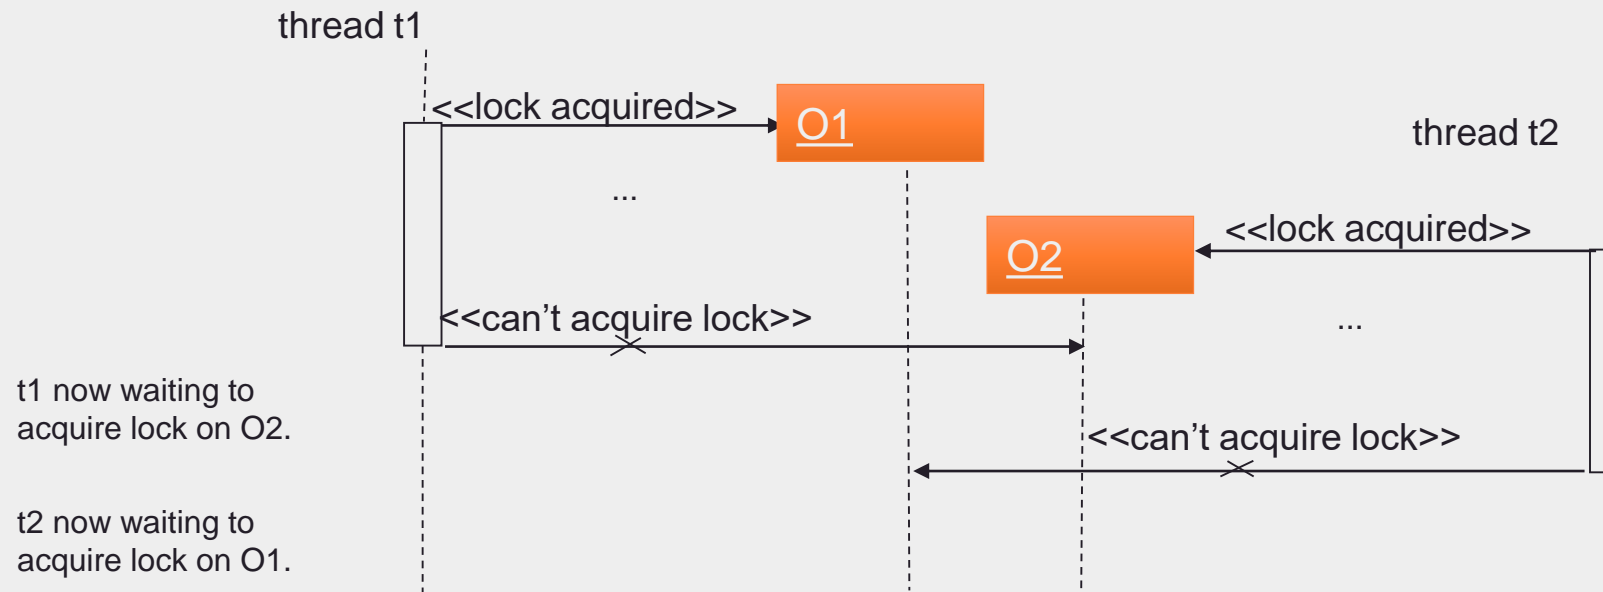 thread t1
<<lock acquired>>
O1
thread t2
...
<<lock acquired>>
O2
<<can’t acquire lock>>
...
t1 now waiting to
acquire lock on O2.
<<can’t acquire lock>>
t2 now waiting to
acquire lock on O1.